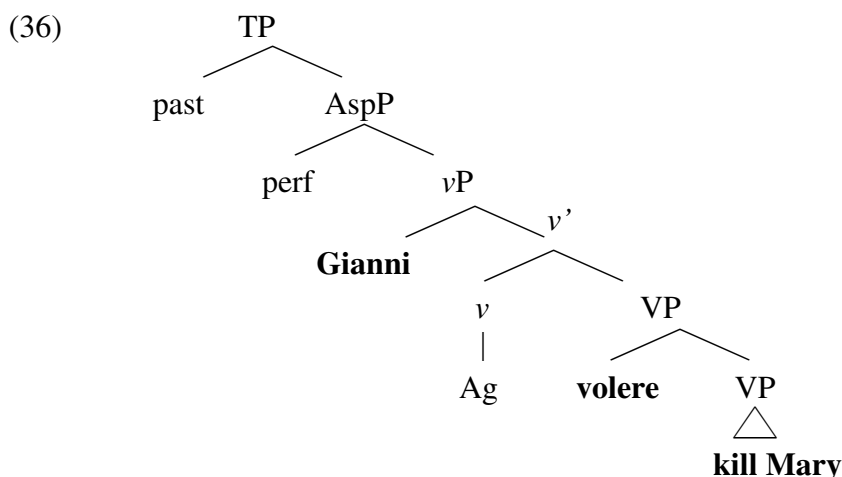 (36) TP
past AspP
perf vP
v'
Gianni
v VP
Ag volere VP
kill Mary